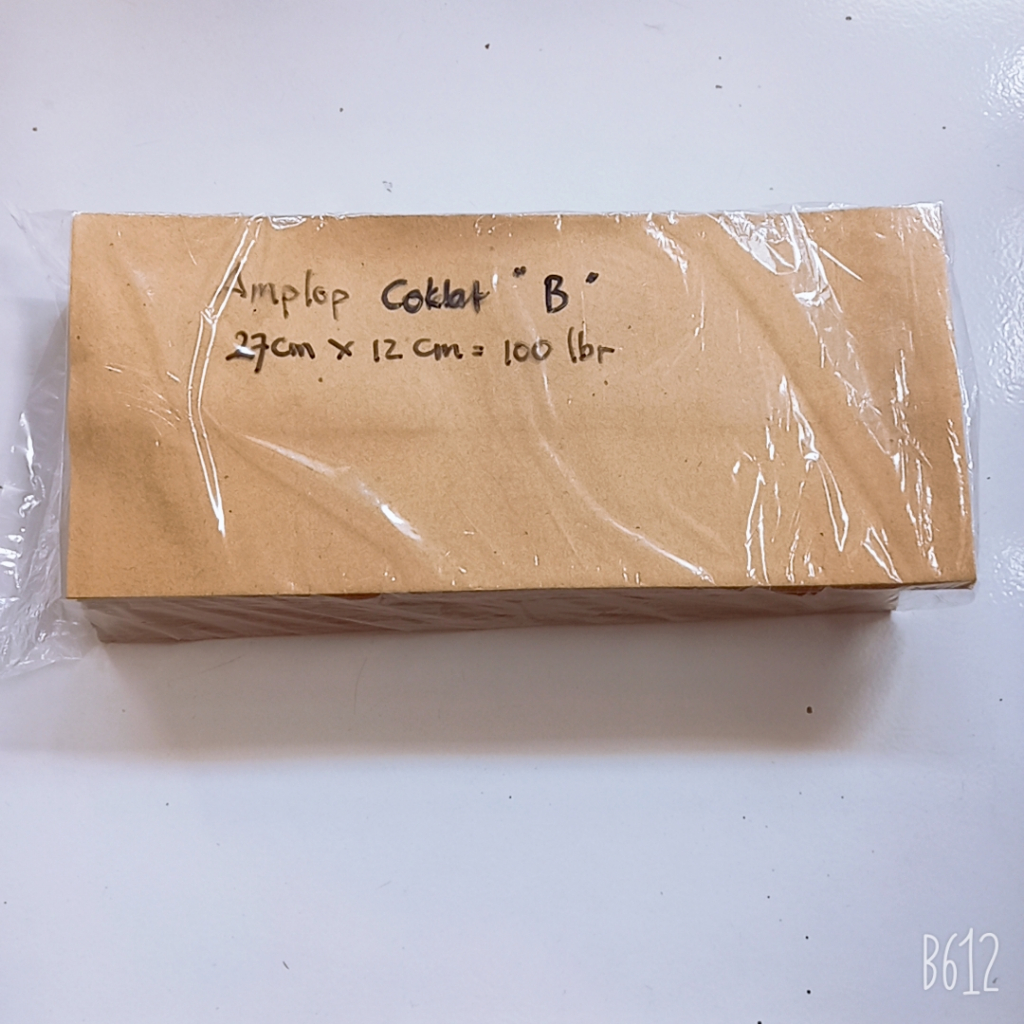 Amplop Coklat "B"
27cm x 12 cm = 100 lbr
B612